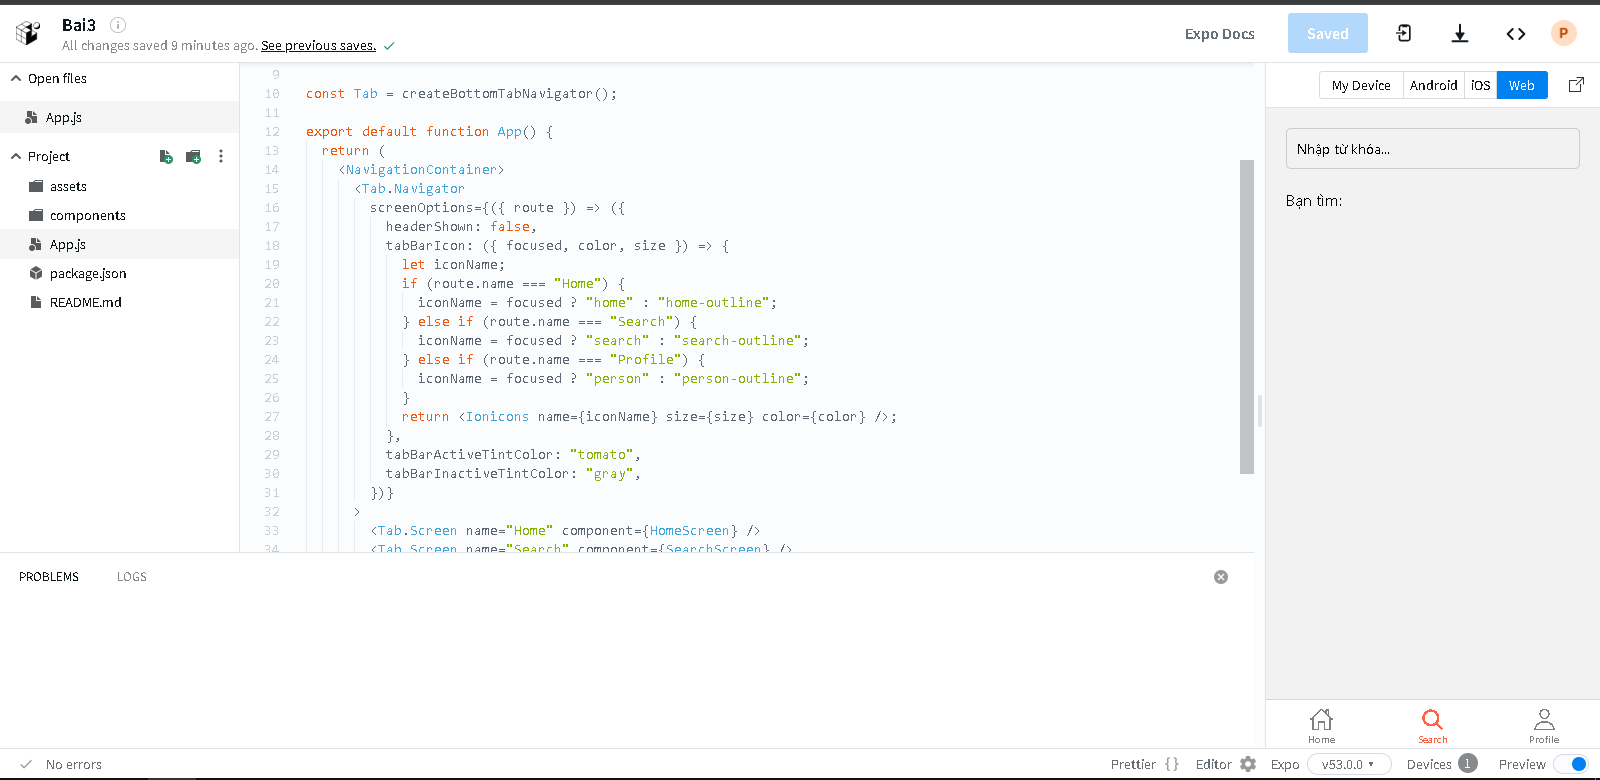 Bai3
All changes saved 9 minutes ago. See previous saves.
Expo Docs
Saved
P
Open files
App.js
Project
assets
components
App.js
package.json
README.md
9
10 const Tab = createBottomTabNavigator();
11
12 export default function App() {
13 return (
14 <NavigationContainer>
15 <Tab.Navigator
16 screenOptions={({ route }) => ({
17 headerShown: false,
18 tabBarIcon: ({ focused, color, size }) => {
19 let iconName;
20 if (route.name === "Home") {
21 iconName = focused ? "home" : "home-outline";
22 } else if (route.name === "Search") {
23 iconName = focused ? "search" : "search-outline";
24 } else if (route.name === "Profile") {
25 iconName = focused ? "person" : "person-outline";
26 }
27 return <Ionicons name={iconName} size={size} color={color} />;
28 },
29 tabBarActiveTintColor: "tomato",
30 tabBarInactiveTintColor: "gray",
31 })}
32 >
33 <Tab.Screen name="Home" component={HomeScreen} />
34 <Tab.Screen name="Search" component={SearchScreen} />
PROBLEMS
LOGS
My Device
Android
iOS
Web
Nhập từ khóa...
Bạn tìm:
Home
Search
Profile
No errors
Prettier {}
Editor
Expo
v53.0.0
Devices 1
Preview